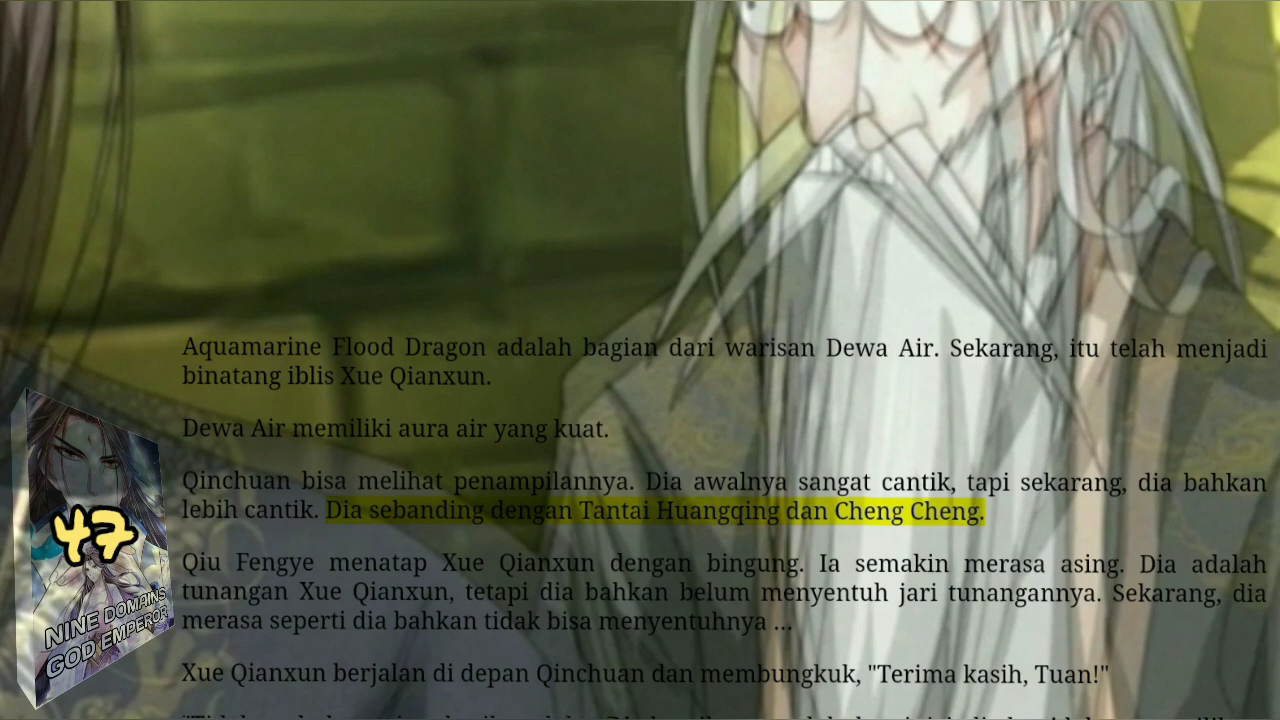 Aquamarine Flood Dragon adalah bagian dari warisan Dewa Air. Sekarang, itu telah menjadi
binatang iblis Xue Qianxun.
Dewa Air memiliki aura air yang kuat.
Qinchuan bisa melihat penampilannya. Dia awalnya sangat cantik, tapi sekarang, dia bahkan
lebih cantik. Dia sebanding dengan Tantai Huangqing dan Cheng Cheng.
Qiu Fengye menatap Xue Qianxun dengan bingung. Ia semakin merasa asing. Dia adalah
tunangan Xue Qianxun, tetapi dia bahkan belum menyentuh jari tunangannya. Sekarang, dia
merasa seperti dia bahkan tidak bisa menyentuhnya ...
Xue Qianxun berjalan di depan Qinchuan dan membungkuk, "Terima kasih, Tuan!"
47
NINE DOMAINS
GOD EMPEROR